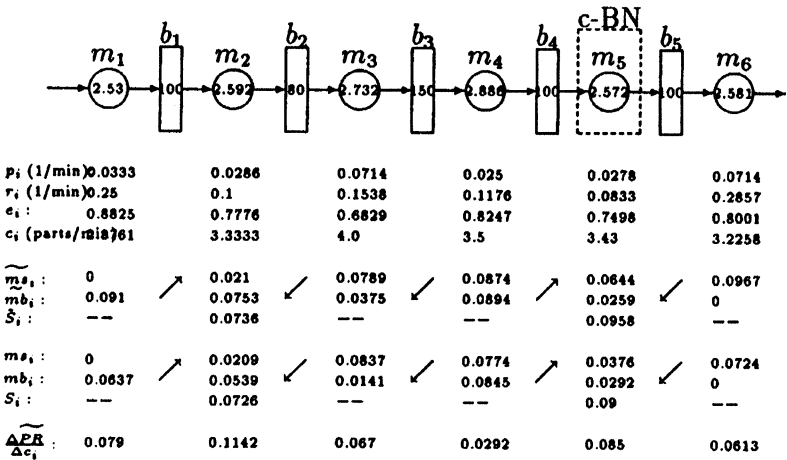 c-BN
m₁ b₁ m₂ b₂ m₃ b₃ m₄ b₄ m₅ b₅ m₆
2.53 100 2.592 80 2.732 150 2.886 100 2.572 100 2.581
pᵢ (1/min) 0.0333 0.0286 0.0714 0.025 0.0278 0.0714
rᵢ (1/min) 0.25 0.1 0.1538 0.1176 0.0833 0.2857
eᵢ : 0.8825 0.7776 0.6829 0.8247 0.7498 0.8001
cᵢ (parts/min) 2.8761 3.3333 4.0 3.5 3.43 3.2258
m̃sᵢ : 0 0.021 0.0789 0.0874 0.0644 0.0967
m̃bᵢ : 0.091 0.0753 0.0375 0.0894 0.0259 0
S̃ᵢ : -- 0.0736 -- -- 0.0958 --
msᵢ : 0 0.0209 0.0837 0.0774 0.0376 0.0724
mbᵢ : 0.0637 0.0539 0.0141 0.0845 0.0292 0
Sᵢ : -- 0.0726 -- -- 0.09 --
ΔP̃R
Δcᵢ : 0.079 0.1142 0.067 0.0292 0.085 0.0613